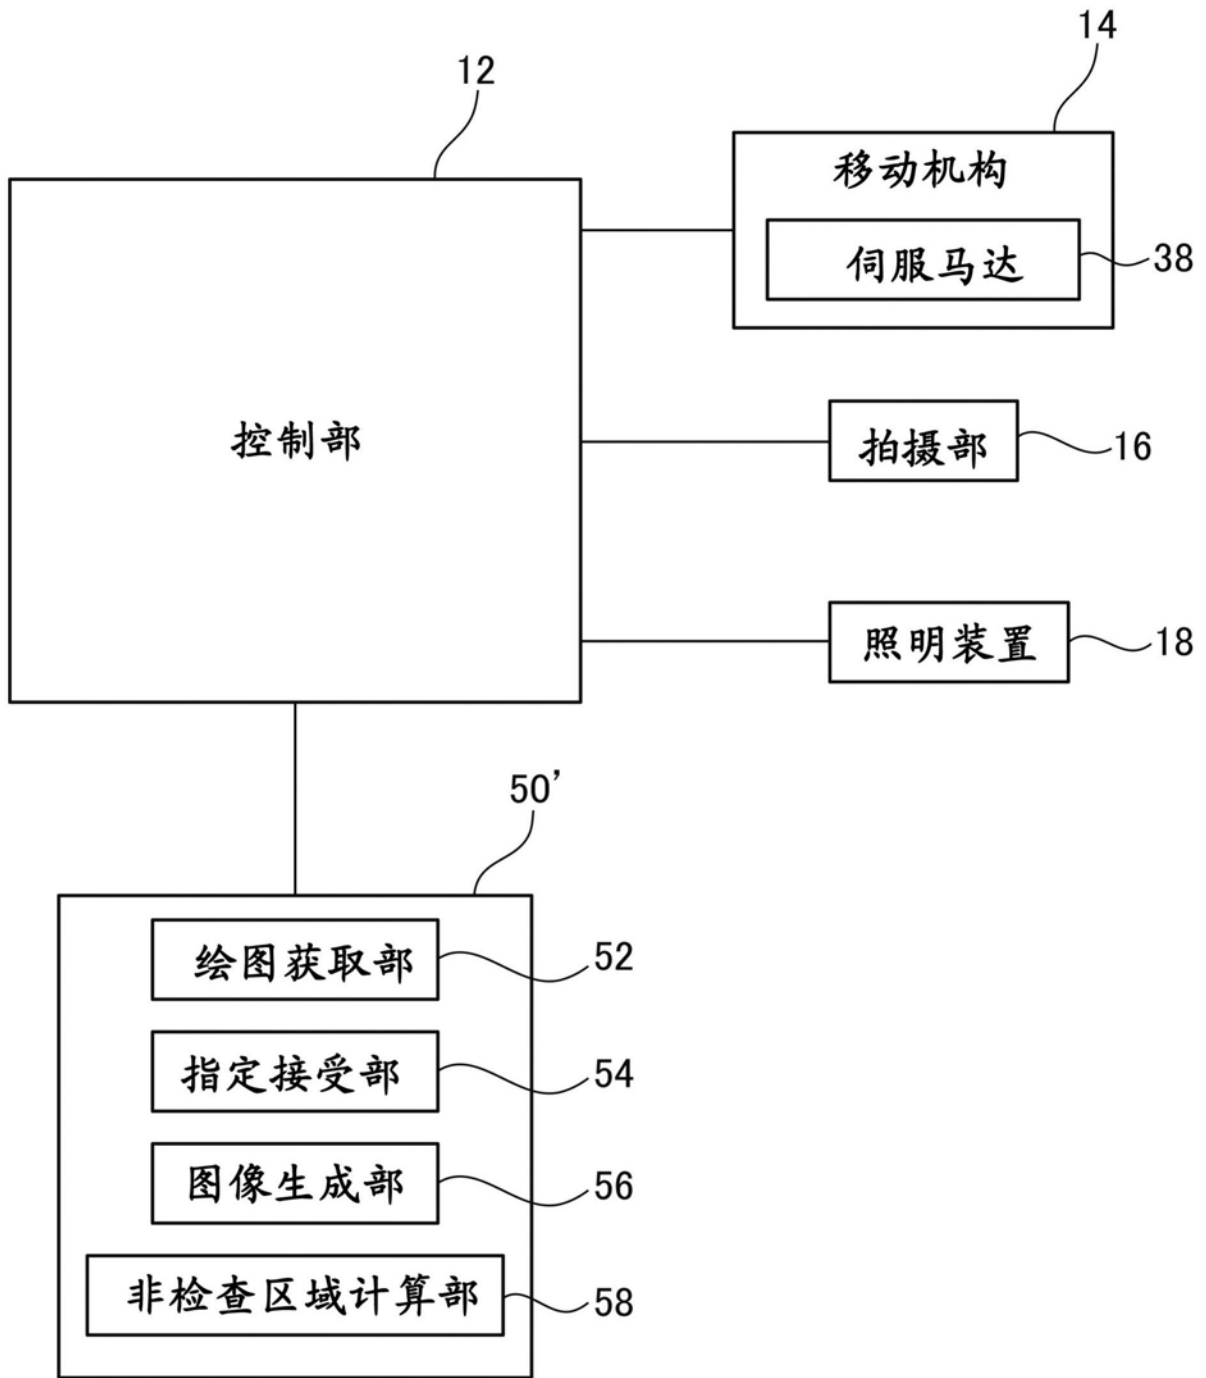 14
12
移动机构
伺服马达
38
控制部
拍摄部
16
照明装置
18
50’
绘图获取部
52
指定接受部
54
图像生成部
56
非检查区域计算部
58